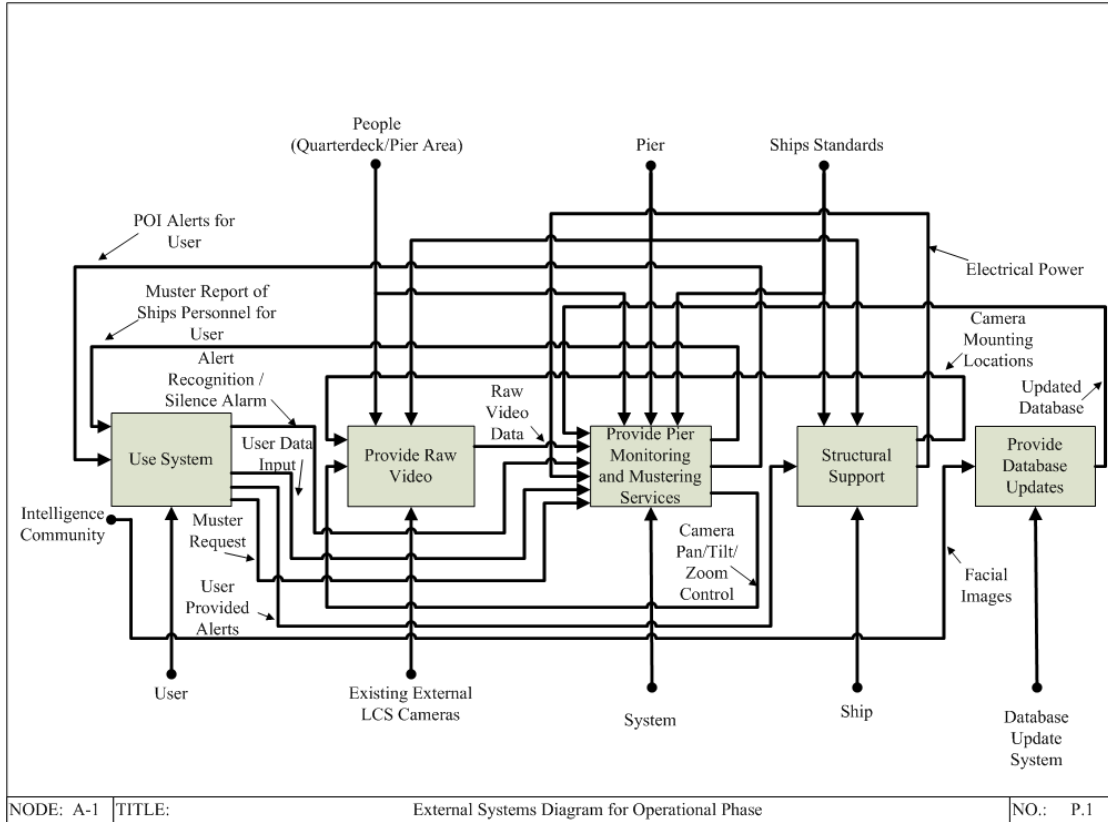 People
(Quarterdeck/Pier Area)
Pier
Ships Standards
POI Alerts for
User
Electrical Power
Muster Report of
Ships Personnel for
User
Camera
Mounting
Locations
Alert
Recognition /
Silence Alarm
Raw
Video
Data
Updated
Database
User Data
Input
Use System
Provide Raw
Video
Provide Pier
Monitoring
and Mustering
Services
Structural
Support
Provide
Database
Updates
Intelligence
Community
Muster
Request
Camera
Pan/Tilt/
Zoom
Control
User
Provided
Alerts
Facial
Images
User
Existing External
LCS Cameras
System
Ship
Database
Update
System
NODE: A-1 TITLE: External Systems Diagram for Operational Phase NO.: P.1